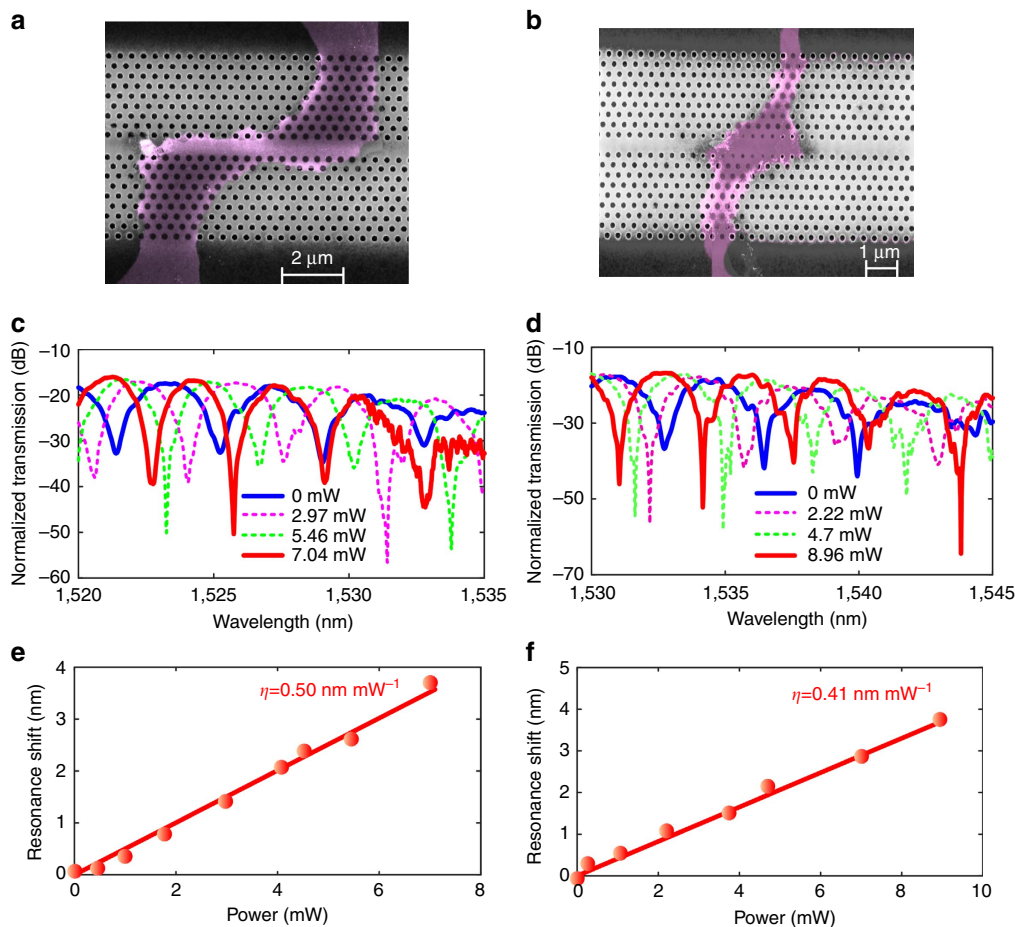 a
b
2 μm
1 μm
c
d
Normalized transmission (dB)
−10
−20
−30
−40
−50
−60
0 mW
2.97 mW
5.46 mW
7.04 mW
1,520
1,525
1,530
1,535
Wavelength (nm)
Normalized transmission (dB)
−10
−30
−50
−70
0 mW
2.22 mW
4.7 mW
8.96 mW
1,530
1,535
1,540
1,545
Wavelength (nm)
e
f
Resonance shift (nm)
4
3
2
1
0
η=0.50 nm mW⁻¹
0
2
4
6
8
Power (mW)
Resonance shift (nm)
5
4
3
2
1
0
η=0.41 nm mW⁻¹
0
2
4
6
8
10
Power (mW)